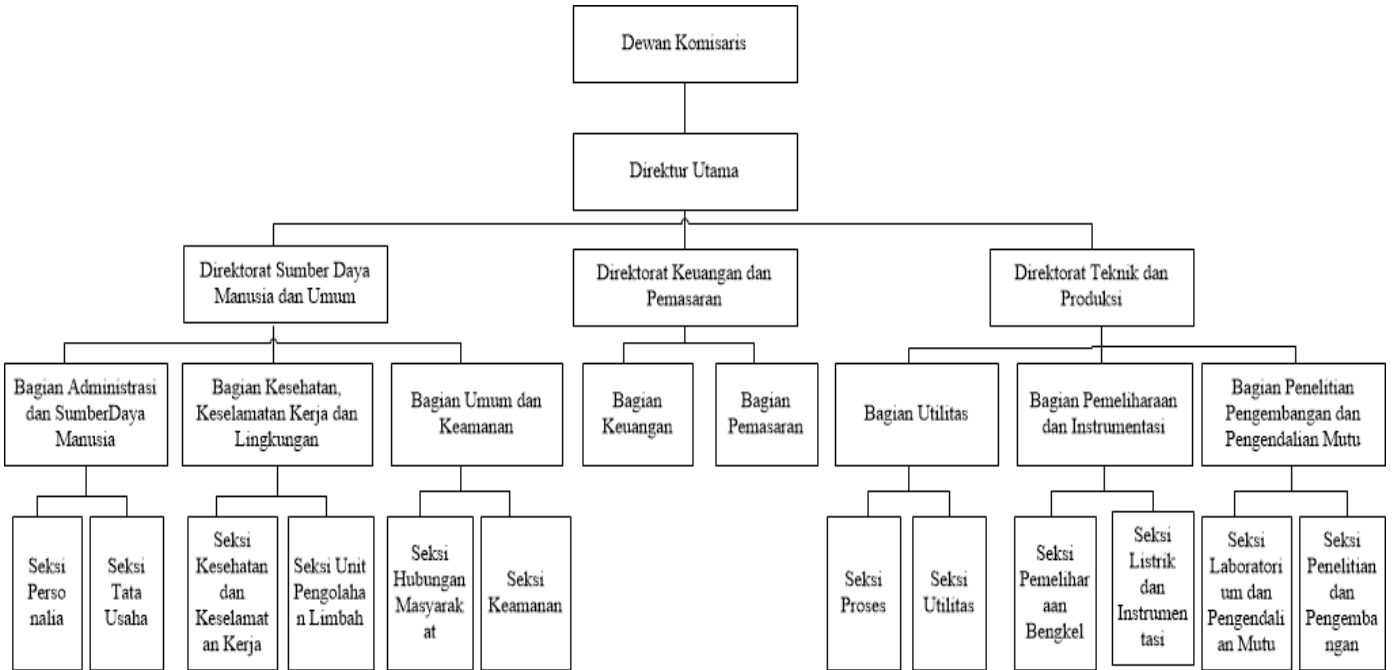 Dewan Komisaris
Direktur Utama
Direktorat Sumber Daya
Manusia dan Umum
Direktorat Keuangan dan
Pemasaran
Direktorat Teknik dan
Produksi
Bagian Administrasi
dan SumberDaya
Manusia
Bagian Kesehatan,
Keselamatan Kerja dan
Lingkungan
Bagian Umum dan
Keamanan
Bagian
Keuangan
Bagian
Pemasaran
Bagian Utilitas
Bagian Pemeliharaan
dan Instrumentasi
Bagian Penelitian
Pengembangan dan
Pengendalian Mutu
Seksi
Perso
nalia
Seksi
Tata
Usaha
Seksi
Kesehatan
dan
Keselamat
an Kerja
Seksi Unit
Pengolaha
n Limbah
Seksi
Hubungan
Masyarak
at
Seksi
Keamanan
Seksi
Proses
Seksi
Utilitas
Seksi
Pemelihar
aan
Bengkel
Seksi
Listrik
dan
Instrumen
tasi
Seksi
Laboratori
um dan
Pengendali
an Mutu
Seksi
Penelitian
dan
Pengemba
ngan